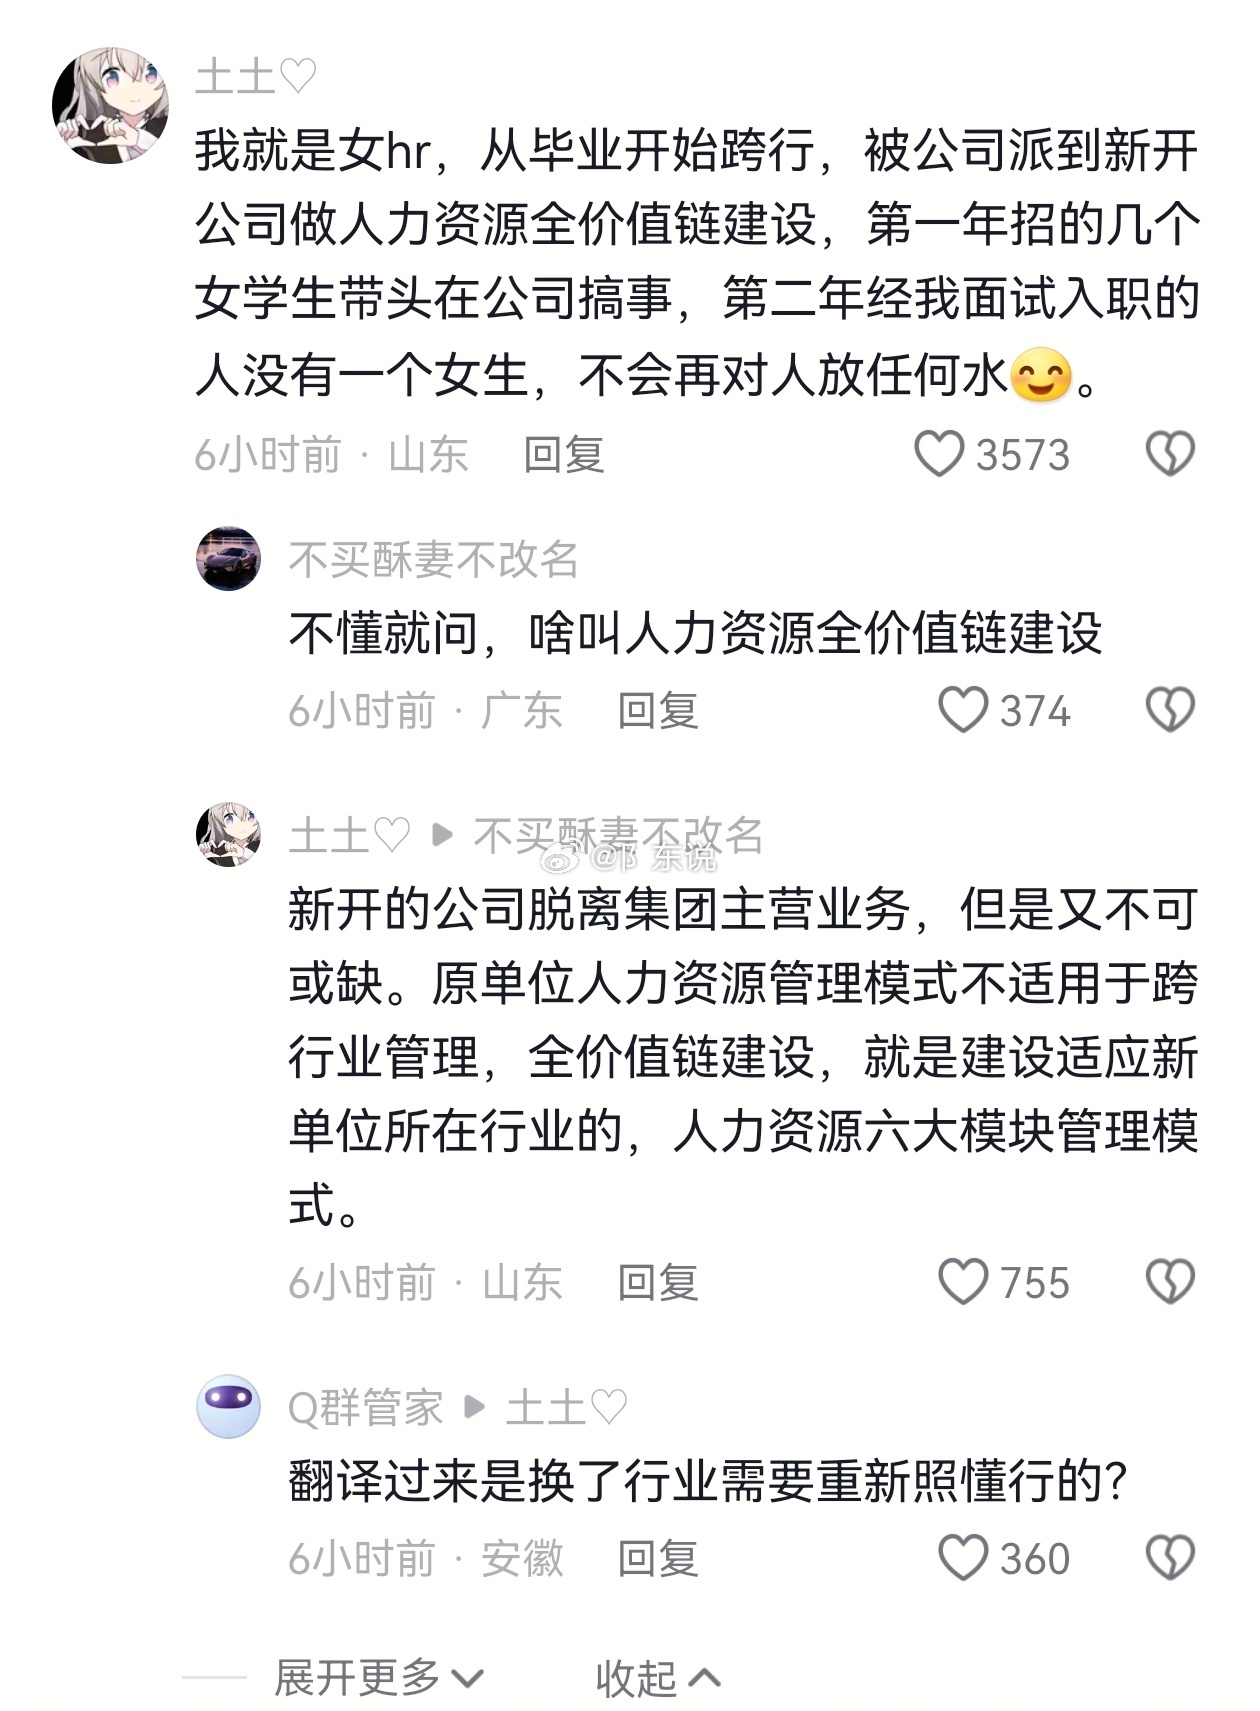 土土♡
我就是女hr，从毕业开始跨行，被公司派到新开
公司做人力资源全价值链建设，第一年招的几个
女学生带头在公司搞事，第二年经我面试入职的
人没有一个女生，不会再对人放任何水😊。
6小时前 · 山东 回复 3573
不买酥妻不改名
不懂就问，啥叫人力资源全价值链建设
6小时前 · 广东 回复 374
土土♡ ▶ 不买酥妻不改名
新开的公司脱离集团主营业务，但是又不可
或缺。原单位人力资源管理模式不适用于跨
行业管理，全价值链建设，就是建设适应新
单位所在行业的，人力资源六大模块管理模
式。
6小时前 · 山东 回复 755
Q群管家 ▶ 土土♡
翻译过来是换了行业需要重新照懂行的？
6小时前 · 安徽 回复 360
展开更多 收起